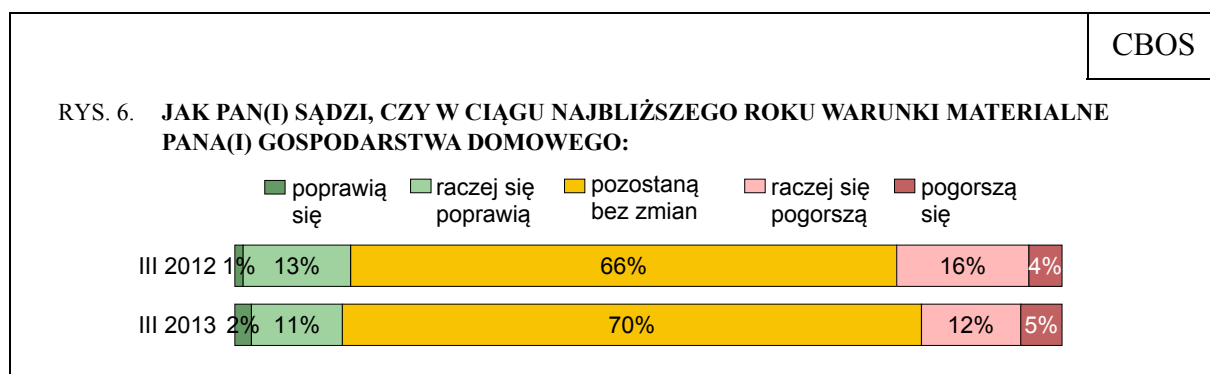 CBOS
RYS. 6. JAK PAN(I) SĄDZI, CZY W CIĄGU NAJBLIŻSZEGO ROKU WARUNKI MATERIALNE
PANA(I) GOSPODARSTWA DOMOWEGO:
poprawią się
raczej się poprawią
pozostaną bez zmian
raczej się pogorszą
pogorszą się
III 2012 1% 13% 66% 16% 4%
III 2013 2% 11% 70% 12% 5%